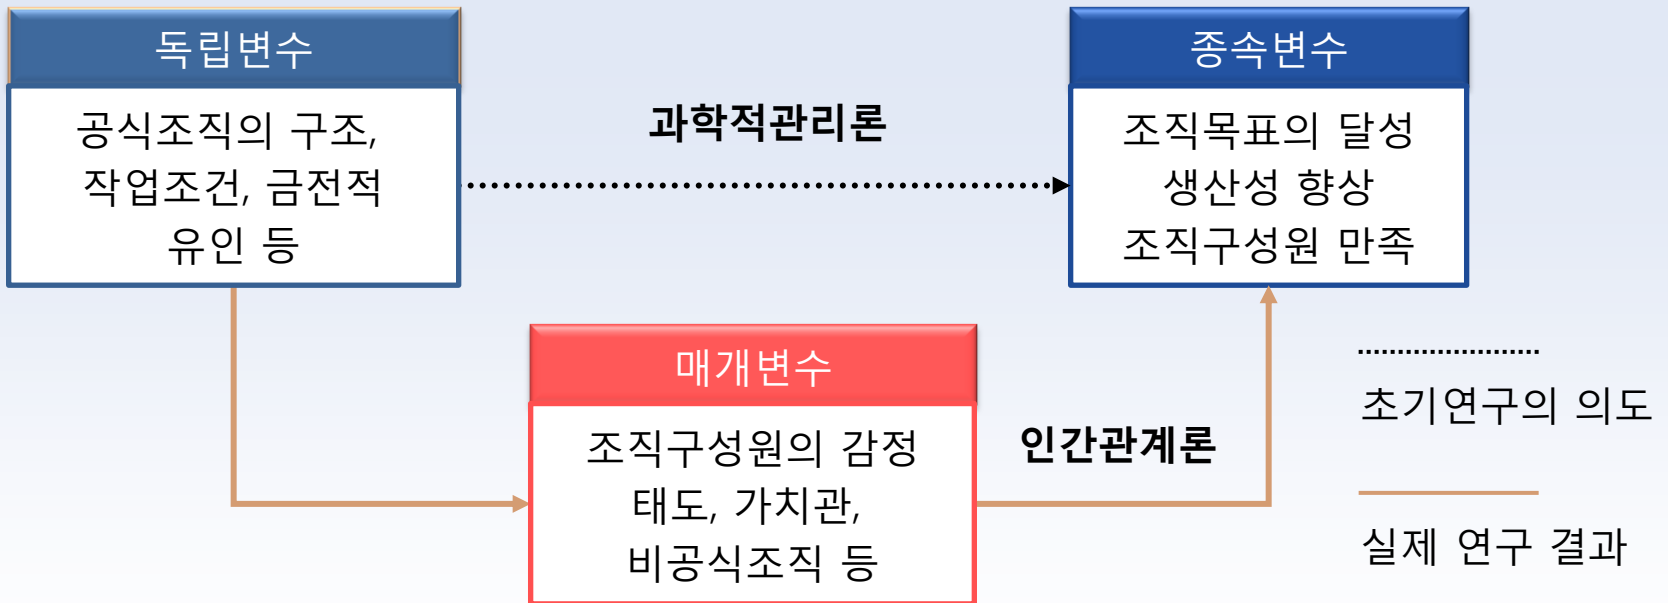 독립변수
공식조직의 구조,
작업조건, 금전적
유인 등
과학적관리론
종속변수
조직목표의 달성
생산성 향상
조직구성원 만족
매개변수
조직구성원의 감정
태도, 가치관,
비공식조직 등
인간관계론
초기연구의 의도
실제 연구 결과